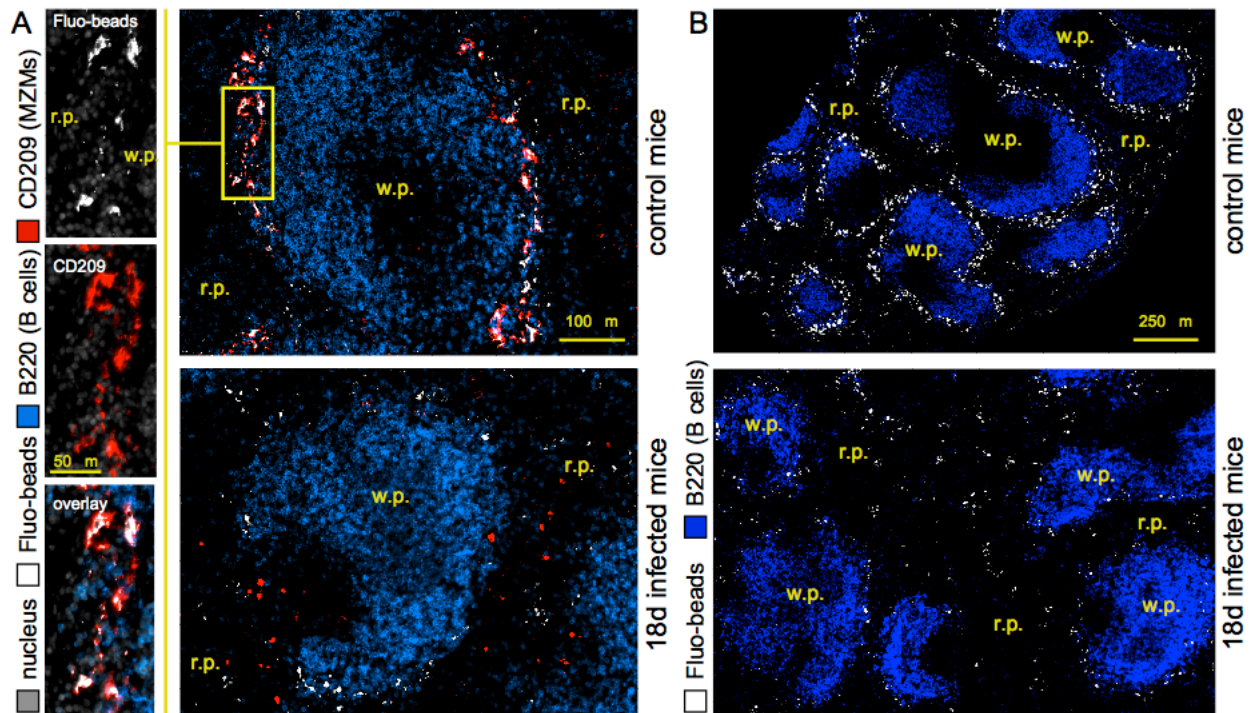 A
nucleus Fluo-beads B220 (B cells) CD209 (MZMs)
Fluo-beads
r.p.
w.p.
CD209
50 m
overlay
w.p.
r.p.
r.p.
100 m
control mice
w.p.
r.p.
r.p.
18d infected mice
B
Fluo-beads B220 (B cells)
w.p.
r.p.
r.p.
w.p.
w.p.
250 m
control mice
w.p.
r.p.
w.p.
r.p.
w.p.
w.p.
r.p.
18d infected mice